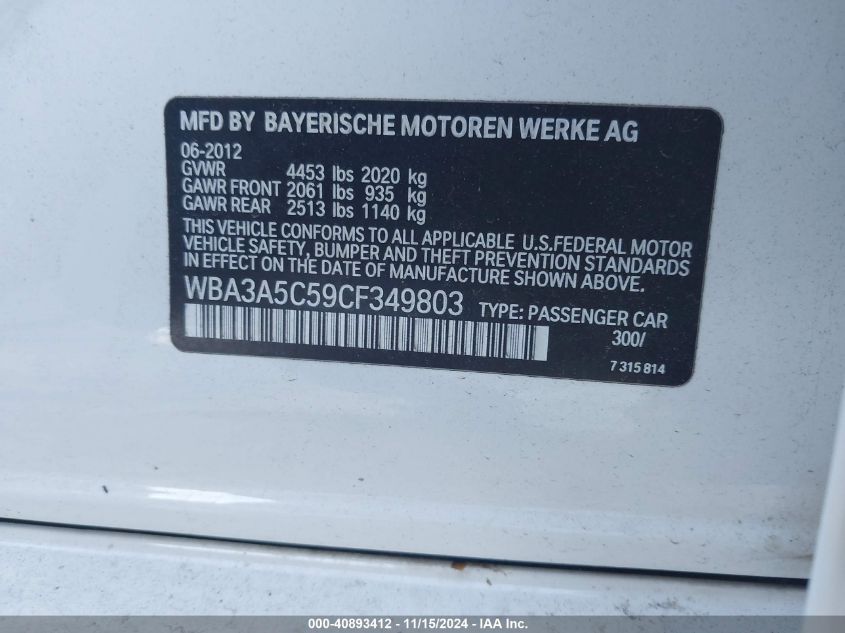 MFD BY BAYERISCHE MOTOREN WERKE AG
06-2012
GVWR 4453 lbs 2020 kg
GAWR FRONT 2061 lbs 935 kg
GAWR REAR 2513 lbs 1140 kg
THIS VEHICLE CONFORMS TO ALL APPLICABLE U.S.FEDERAL MOTOR
VEHICLE SAFETY, BUMPER AND THEFT PREVENTION STANDARDS
IN EFFECT ON THE DATE OF MANUFACTURE SHOWN ABOVE.
WBA3A5C59CF349803 TYPE: PASSENGER CAR
300/
7 315 814
000-40893412 - 11/15/2024 - IAA Inc.